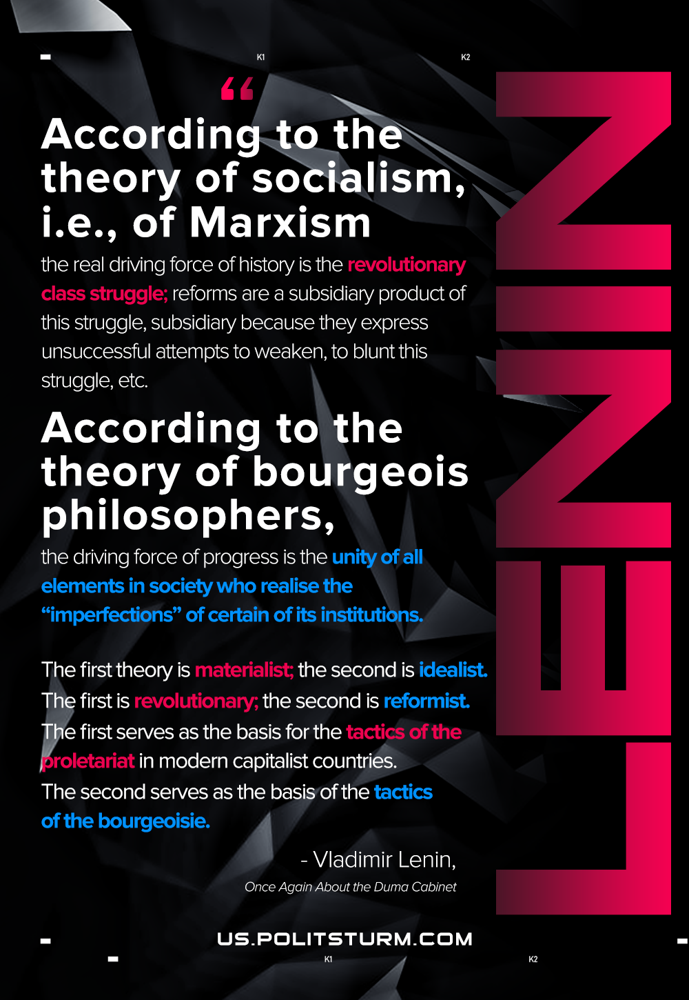 K1 K2
“
According to the
theory of socialism,
i.e., of Marxism
the real driving force of history is the revolutionary
class struggle; reforms are a subsidiary product of
this struggle, subsidiary because they express
unsuccessful attempts to weaken, to blunt this
struggle, etc.
According to the
theory of bourgeois
philosophers,
the driving force of progress is the unity of all
elements in society who realise the
“imperfections” of certain of its institutions.
The first theory is materialist; the second is idealist.
The first is revolutionary; the second is reformist.
The first serves as the basis for the tactics of the
proletariat in modern capitalist countries.
The second serves as the basis of the tactics
of the bourgeoisie.
- Vladimir Lenin,
Once Again About the Duma Cabinet
LENIN
US.POLITSTURM.COM
K1 K2